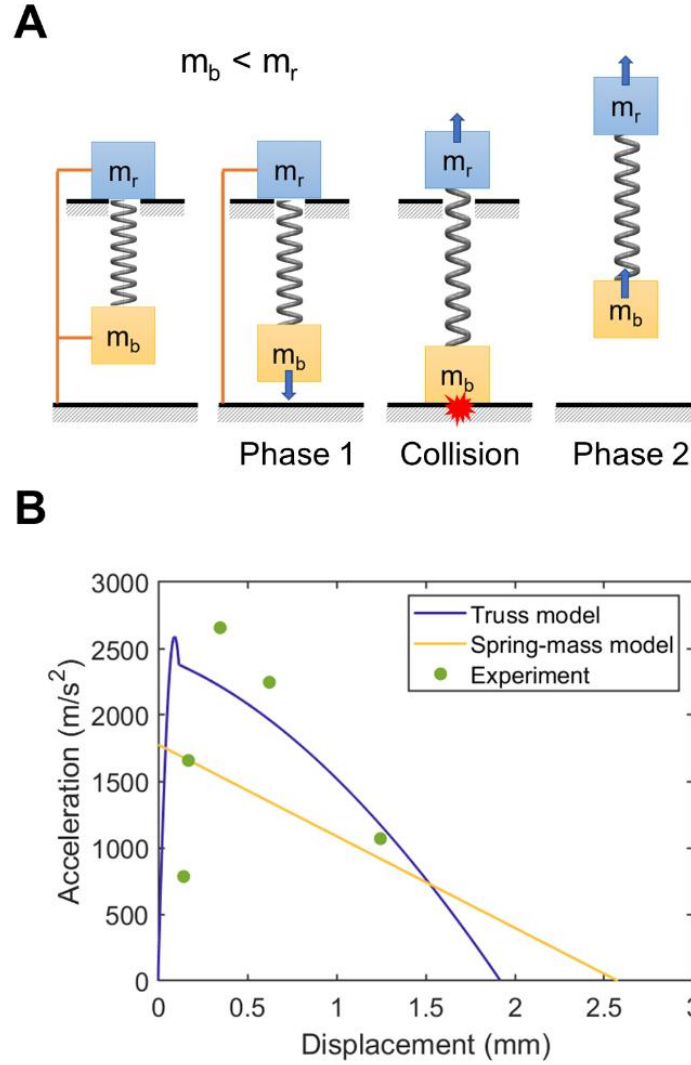 A
m_b < m_r
m_r
m_r
m_r
m_r
m_b
m_b
m_b
m_b
Phase 1
Collision
Phase 2
B
3000
2500
2000
1500
1000
500
0
Acceleration (m/s²)
Truss model
Spring-mass model
Experiment
0
0.5
1
1.5
2
2.5
Displacement (mm)